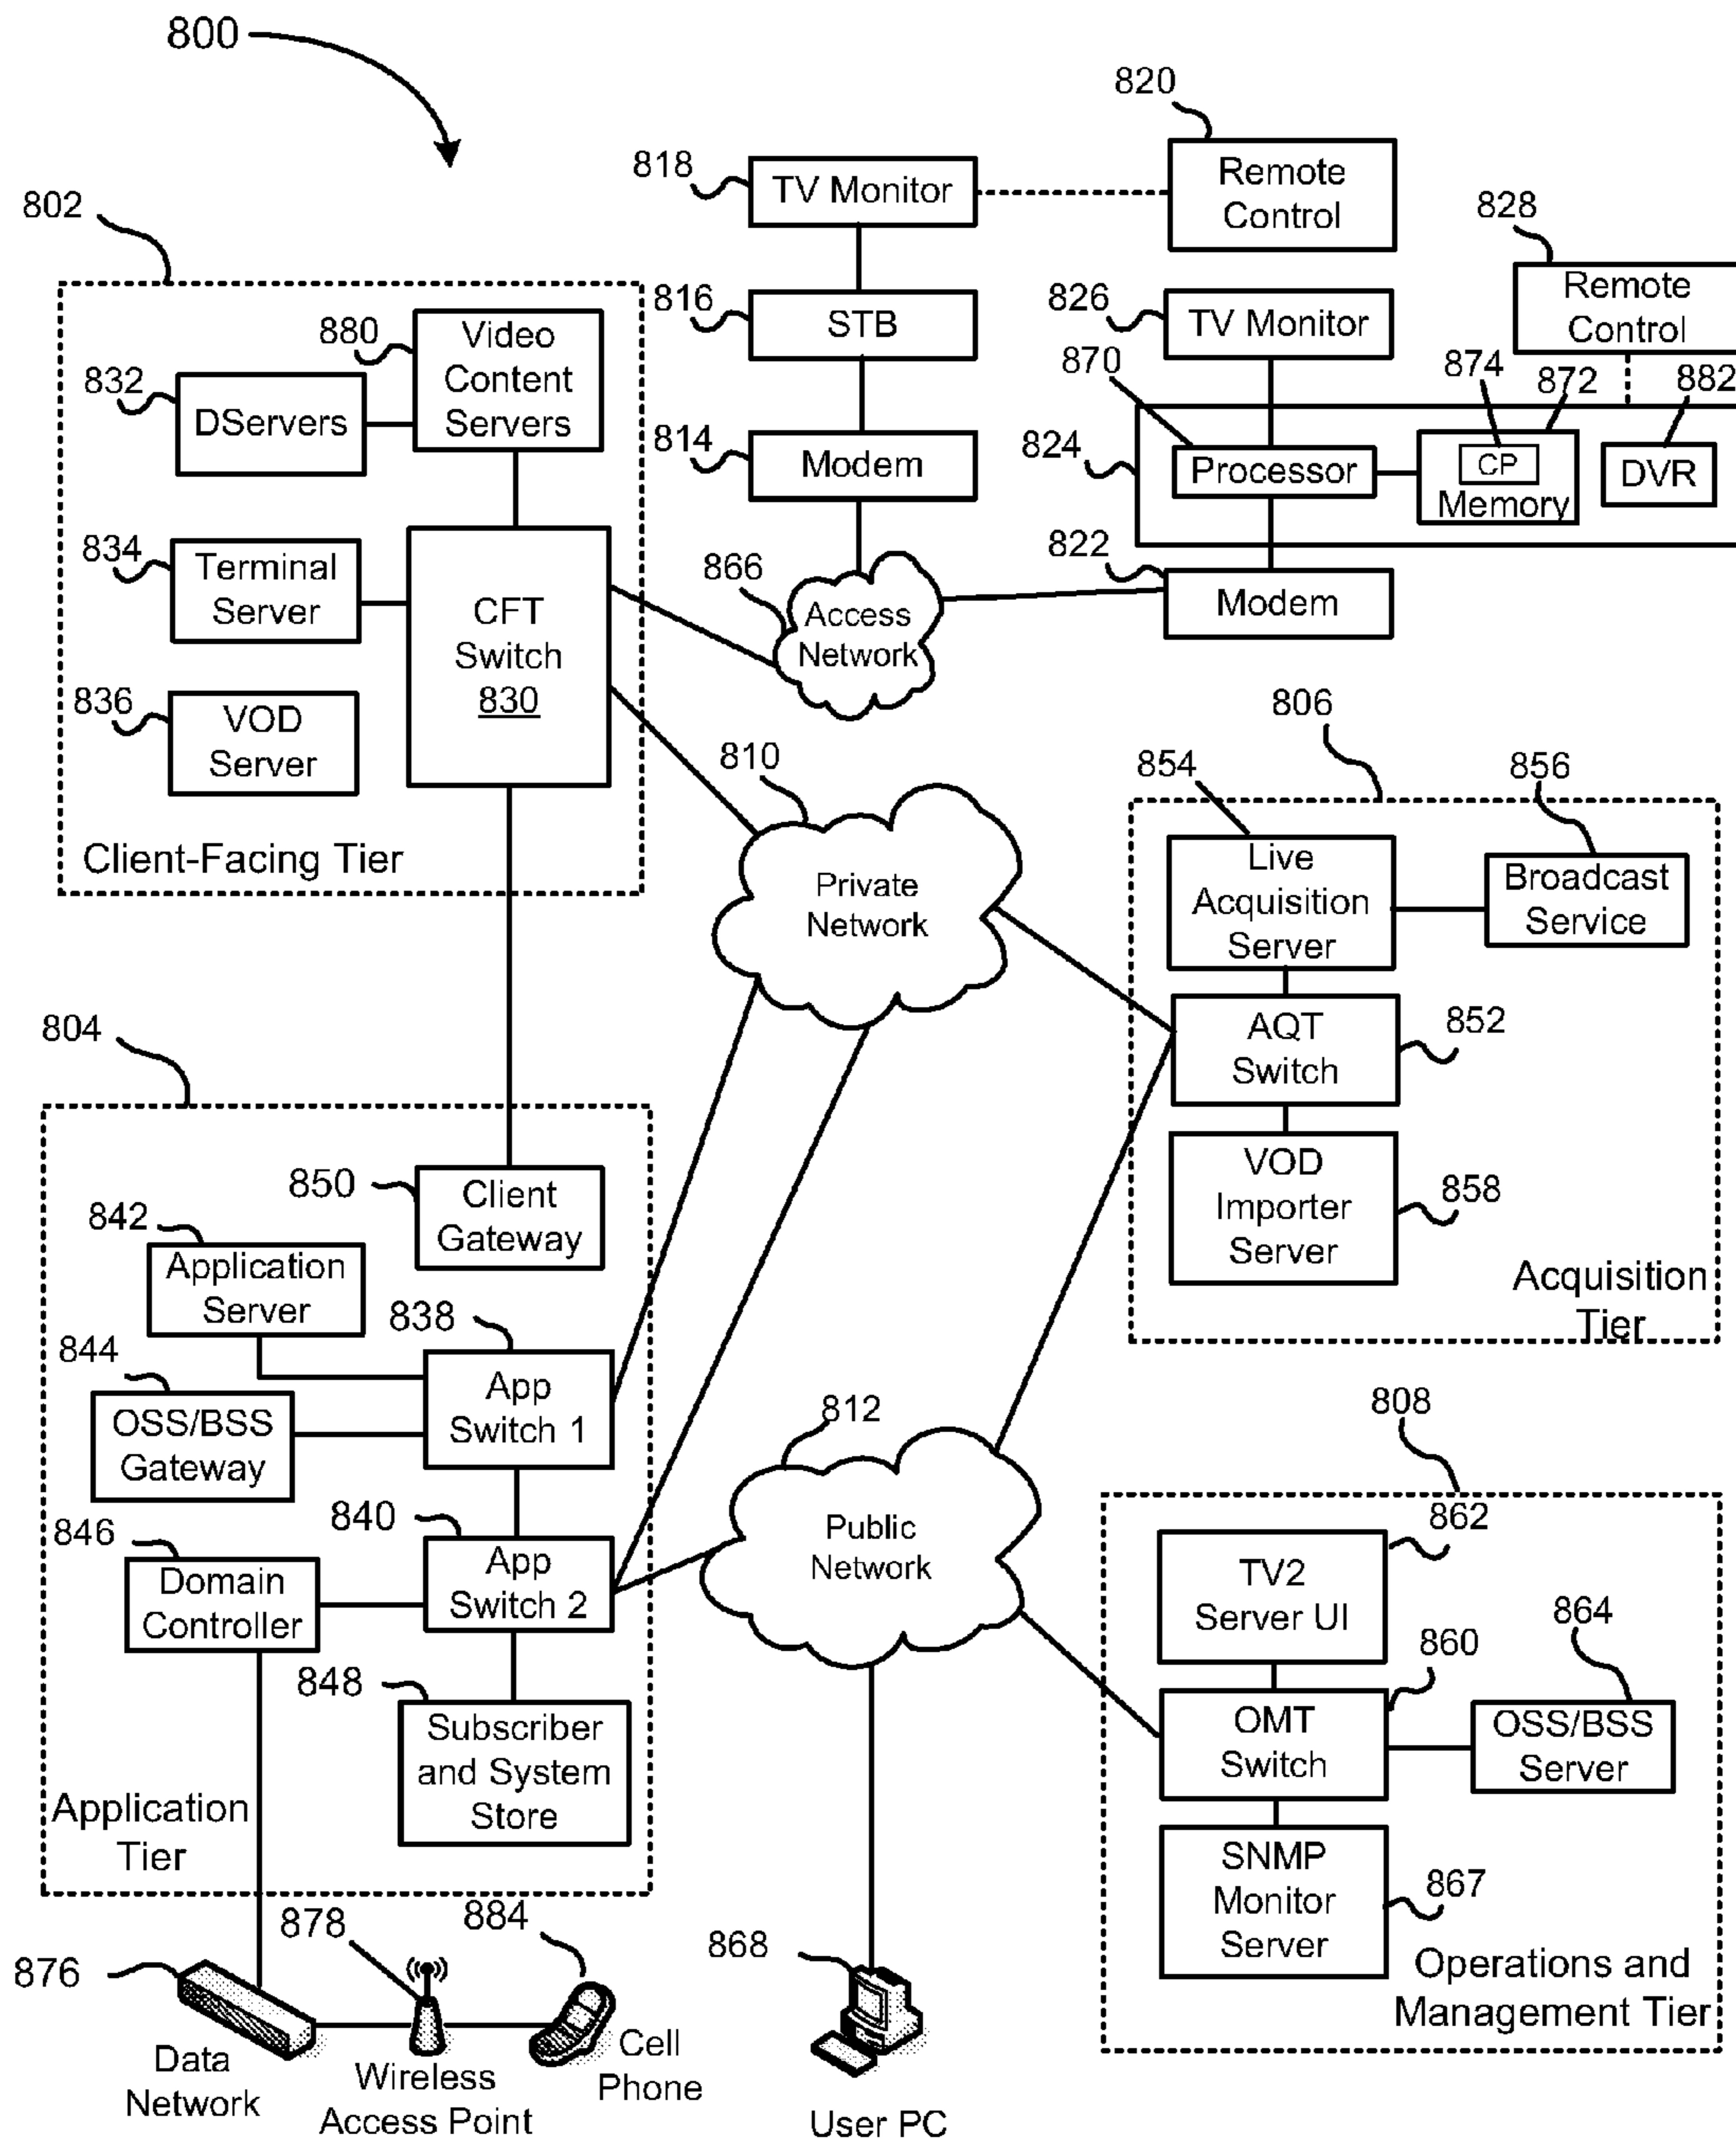 800
820
818
TV Monitor
Remote
Control
802
828
816
STB
826
TV Monitor
Remote
Control
880
Video
Content
Servers
870
874
872
882
832
DServers
814
Modem
824
Processor
CP
Memory
DVR
834
Terminal
Server
CFT
Switch
830
866
Access
Network
822
Modem
836
VOD
Server
806
810
854
856
Client-Facing Tier
Private
Network
Live
Acquisition
Server
Broadcast
Service
804
AQT
Switch
852
850
Client
Gateway
VOD
Importer
Server
858
842
Application
Server
Acquisition
Tier
838
844
OSS/BSS
Gateway
App
Switch 1
812
808
840
862
846
Domain
Controller
App
Switch 2
Public
Network
TV2
Server UI
864
860
848
Subscriber
and System
Store
OMT
Switch
OSS/BSS
Server
Application
Tier
SNMP
Monitor
Server
867
878
884
868
876
Operations and
Management Tier
Data
Network
Wireless
Access Point
Cell
Phone
User PC